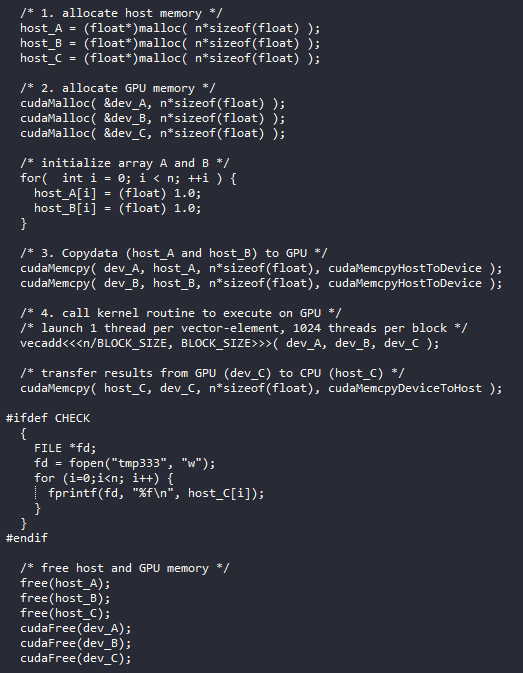 /* 1. allocate host memory */
host_A = (float*)malloc( n*sizeof(float) );
host_B = (float*)malloc( n*sizeof(float) );
host_C = (float*)malloc( n*sizeof(float) );
/* 2. allocate GPU memory */
cudaMalloc( &dev_A, n*sizeof(float) );
cudaMalloc( &dev_B, n*sizeof(float) );
cudaMalloc( &dev_C, n*sizeof(float) );
/* initialize array A and B */
for(  int i = 0; i < n; ++i ) {
host_A[i] = (float) 1.0;
host_B[i] = (float) 1.0;
}
/* 3. Copydata (host_A and host_B) to GPU */
cudaMemcpy( dev_A, host_A, n*sizeof(float), cudaMemcpyHostToDevice );
cudaMemcpy( dev_B, host_B, n*sizeof(float), cudaMemcpyHostToDevice );
/* 4. call kernel routine to execute on GPU */
/* launch 1 thread per vector-element, 1024 threads per block */
vecadd<<<n/BLOCK_SIZE, BLOCK_SIZE>>>( dev_A, dev_B, dev_C );
/* transfer results from GPU (dev_C) to CPU (host_C) */
cudaMemcpy( host_C, dev_C, n*sizeof(float), cudaMemcpyDeviceToHost );
#ifdef CHECK
{
FILE *fd;
fd = fopen("tmp333", "w");
for (i=0;i<n; i++) {
fprintf(fd, "%f\n", host_C[i]);
}
}
#endif
/* free host and GPU memory */
free(host_A);
free(host_B);
free(host_C);
cudaFree(dev_A);
cudaFree(dev_B);
cudaFree(dev_C);